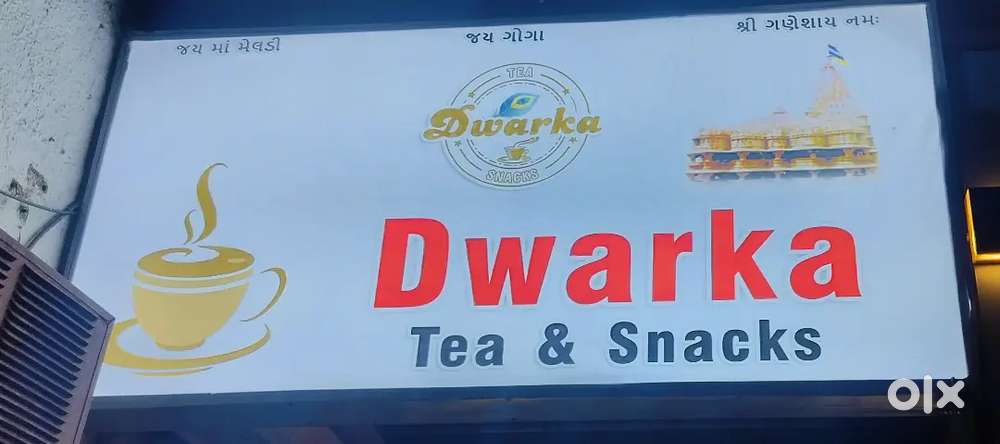 જય માં મેલડી
જય ગોગા
શ્રી ગણેશાય નમઃ
TEA
Dwarka
SNACKS
Dwarka
Tea & Snacks
olx